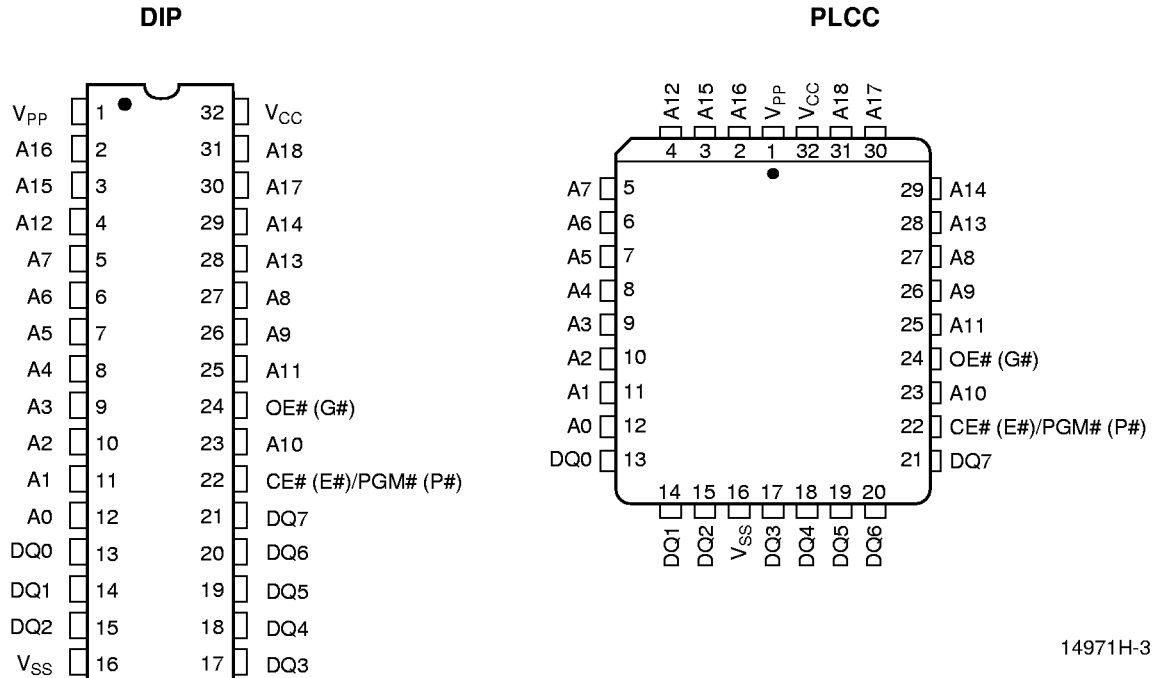 DIP
V_PP 1 32 V_CC
A16 2 31 A18
A15 3 30 A17
A12 4 29 A14
A7 5 28 A13
A6 6 27 A8
A5 7 26 A9
A4 8 25 A11
A3 9 24 OE# (G#)
A2 10 23 A10
A1 11 22 CE# (E#)/PGM# (P#)
A0 12 21 DQ7
DQ0 13 20 DQ6
DQ1 14 19 DQ5
DQ2 15 18 DQ4
V_SS 16 17 DQ3
PLCC
A12 A15 A16 V_PP V_CC A18 A17
4 3 2 1 32 31 30
A7 5 29 A14
A6 6 28 A13
A5 7 27 A8
A4 8 26 A9
A3 9 25 A11
A2 10 24 OE# (G#)
A1 11 23 A10
A0 12 22 CE# (E#)/PGM# (P#)
DQ0 13 21 DQ7
14 15 16 17 18 19 20
DQ1 DQ2 V_SS DQ3 DQ4 DQ5 DQ6
14971H-3